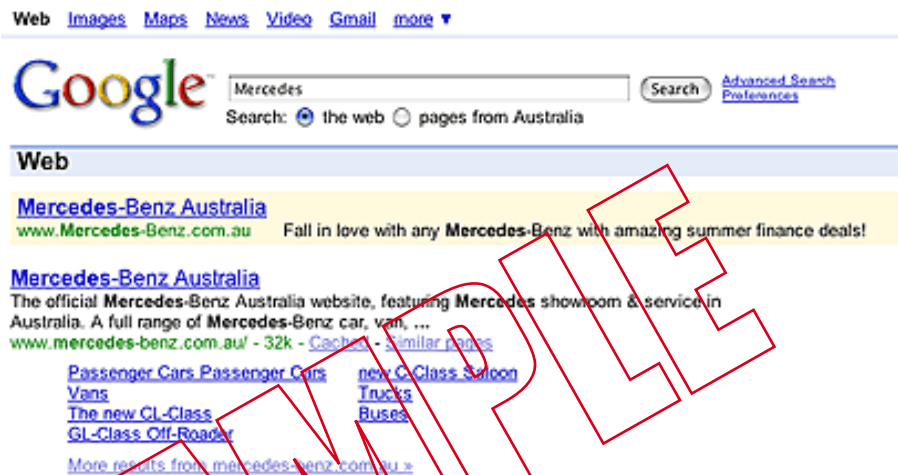 Web Images Maps News Video Gmail more ▼
Google™ Mercedes Search Advanced Search
Preferences
Search: the web pages from Australia
Web
Mercedes-Benz Australia
www.Mercedes-Benz.com.au Fall in love with any Mercedes-Benz with amazing summer finance deals!
Mercedes-Benz Australia
The official Mercedes-Benz Australia website, featuring Mercedes showroom & service in
Australia. A full range of Mercedes-Benz car, van, ...
www.mercedes-benz.com.au/ - 32k - Cached - Similar pages
Passenger Cars Passenger Cars new C-Class Saloon
Vans Trucks
The new CL-Class Buses
GL-Class Off-Roader
More results from mercedes-benz.com.au »
MPLE